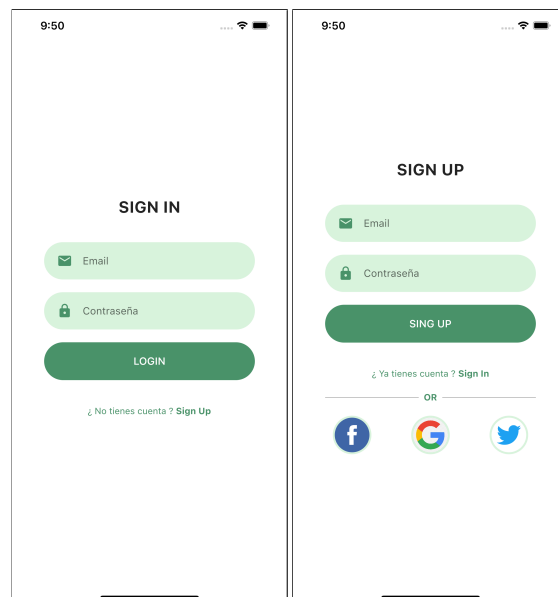 9:50
SIGN IN
Email
Contraseña
LOGIN
¿ No tienes cuenta ? Sign Up
9:50
SIGN UP
Email
Contraseña
SING UP
¿ Ya tienes cuenta ? Sign In
OR